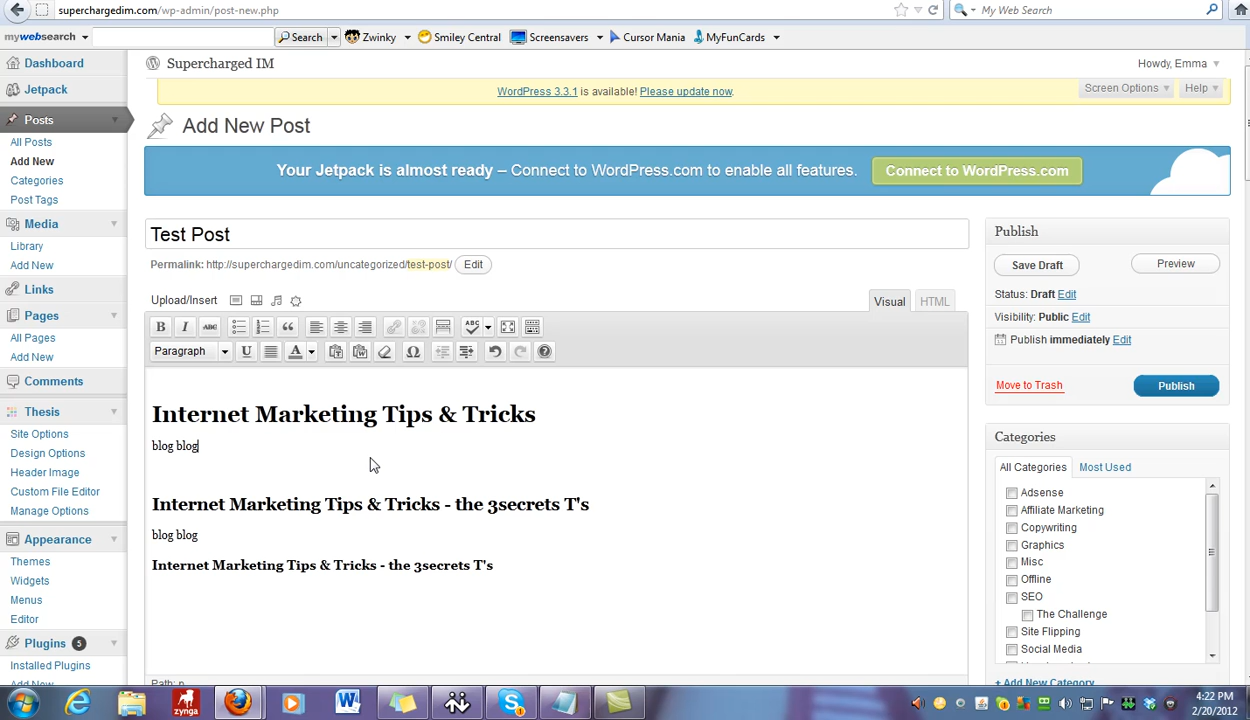 superchargedim.com/wp-admin/post-new.php
My Web Search
mywebsearch
Search
Zwinky
Smiley Central
Screensavers
Cursor Mania
MyFunCards
Dashboard
Jetpack
Posts
All Posts
Add New
Categories
Post Tags
Media
Library
Add New
Links
Pages
All Pages
Add New
Comments
Thesis
Site Options
Design Options
Header Image
Custom File Editor
Manage Options
Appearance
Themes
Widgets
Menus
Editor
Plugins 5
Installed Plugins
Supercharged IM
Howdy, Emma
WordPress 3.3.1 is available! Please update now.
Screen Options
Help
Add New Post
Your Jetpack is almost ready – Connect to WordPress.com to enable all features.
Connect to WordPress.com
Test Post
Permalink: http://superchargedim.com/uncategorized/test-post/ Edit
Upload/Insert
Visual
HTML
B I ABC
ABC
Paragraph U A Ω
Internet Marketing Tips & Tricks
blog blog
Internet Marketing Tips & Tricks - the 3secrets T's
blog blog
Internet Marketing Tips & Tricks - the 3secrets T's
Path: p
Publish
Save Draft
Preview
Status: Draft Edit
Visibility: Public Edit
Publish immediately Edit
Move to Trash
Publish
Categories
All Categories
Most Used
Adsense
Affiliate Marketing
Copywriting
Graphics
Misc
Offline
SEO
The Challenge
Site Flipping
Social Media
+ Add New Category
zynga
4:22 PM
2/20/2012